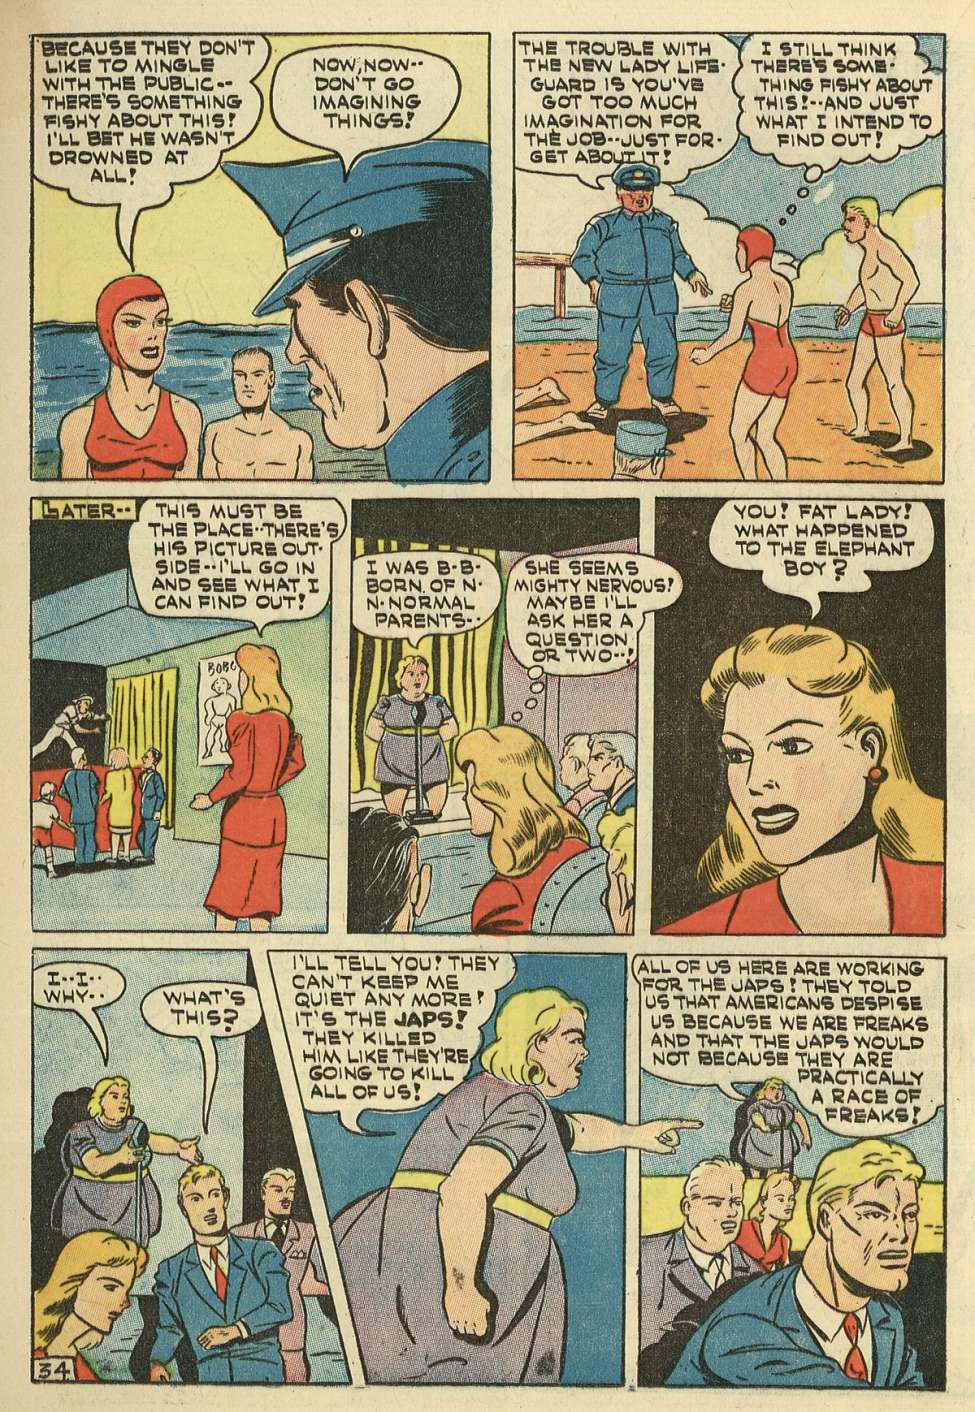 BECAUSE THEY DON'T
LIKE TO MINGLE
WITH THE PUBLIC--
THERE'S SOMETHING
FISHY ABOUT THIS!
I'LL BET HE WASN'T
DROWNED AT
ALL!
NOW, NOW--
DON'T GO
IMAGINING
THINGS!
THE TROUBLE WITH
THE NEW LADY LIFE-
GUARD IS YOU'VE
GOT TOO MUCH
IMAGINATION FOR
THE JOB--JUST FOR-
GET ABOUT IT!
I STILL THINK
THERE'S SOME-
THING FISHY ABOUT
THIS!--AND JUST
WHAT I INTEND TO
FIND OUT!
LATER--
THIS MUST BE
THE PLACE--THERE'S
HIS PICTURE OUT-
SIDE--I'LL GO IN
AND SEE WHAT I
CAN FIND OUT!
BOBO
I WAS B-B-
BORN OF N-
N-NORMAL
PARENTS--
SHE SEEMS
MIGHTY NERVOUS!
MAYBE I'LL
ASK HER A
QUESTION
OR TWO--!
YOU! FAT LADY!
WHAT HAPPENED
TO THE ELEPHANT
BOY?
I--I--
WHY--
WHAT'S
THIS?
I'LL TELL YOU! THEY
CAN'T KEEP ME
QUIET ANY MORE!
IT'S THE JAPS!
THEY KILLED
HIM LIKE THEY'RE
GOING TO KILL
ALL OF US!
ALL OF US HERE ARE WORKING
FOR THE JAPS! THEY TOLD
US THAT AMERICANS DESPISE
US BECAUSE WE ARE FREAKS
AND THAT THE JAPS WOULD
NOT BECAUSE THEY ARE
PRACTICALLY
A RACE OF
FREAKS!
34